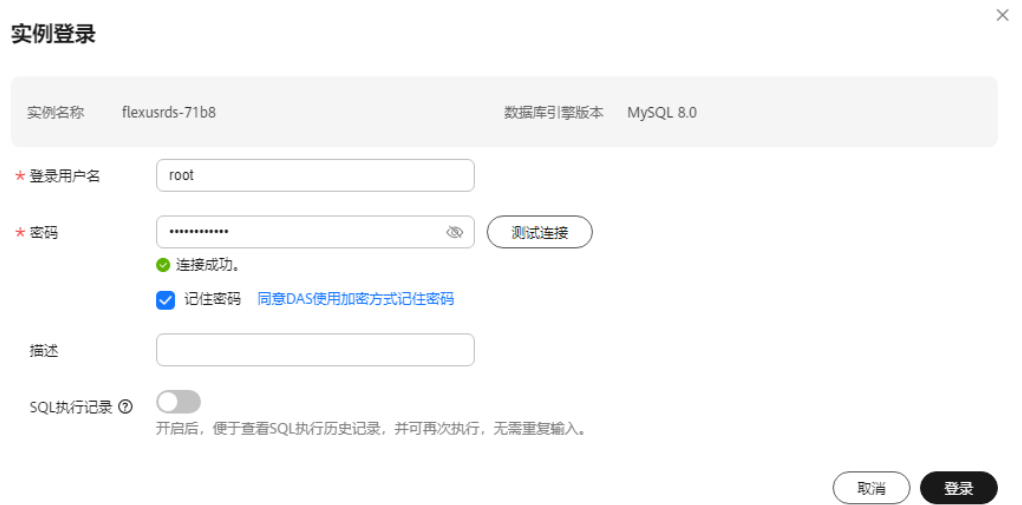 实例登录
实例名称 flexusrds-71b8 数据库引擎版本 MySQL 8.0
* 登录用户名 root
* 密码 •••••••••••• 测试连接
连接成功。
记住密码 同意DAS使用加密方式记住密码
描述
SQL执行记录
开启后，便于查看SQL执行历史记录，并可再次执行，无需重复输入。
取消 登录